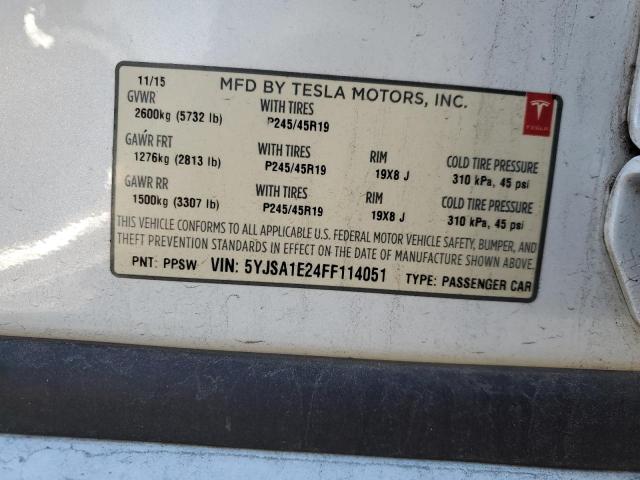 11/15 MFD BY TESLA MOTORS, INC.
GVWR WITH TIRES
2600kg (5732 lb) P245/45R19
TESLA
GAWR FRT WITH TIRES RIM COLD TIRE PRESSURE
1276kg (2813 lb) P245/45R19 19X8 J 310 kPa, 45 psi
GAWR RR WITH TIRES RIM COLD TIRE PRESSURE
1500kg (3307 lb) P245/45R19 19X8 J 310 kPa, 45 psi
THIS VEHICLE CONFORMS TO ALL APPLICABLE U.S. FEDERAL MOTOR VEHICLE SAFETY, BUMPER, AND
THEFT PREVENTION STANDARDS IN EFFECT ON THE DATE OF MANUFACTURE SHOWN ABOVE.
PNT: PPSW VIN: 5YJSA1E24FF114051 TYPE: PASSENGER CAR